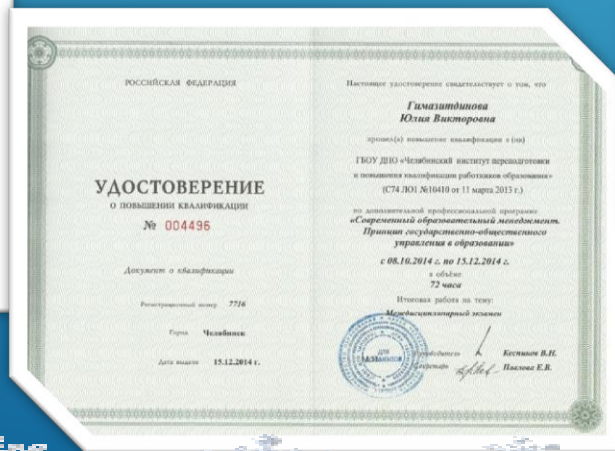 РОССИЙСКАЯ ФЕДЕРАЦИЯ
УДОСТОВЕРЕНИЕ
О ПОВЫШЕНИИ КВАЛИФИКАЦИИ
№ 004496
Документ о квалификации
Регистрационный номер 7716
Город Челябинск
Дата выдачи 15.12.2014 г.
Настоящее удостоверение свидетельствует о том, что
Гимазитдинова
Юлия Викторовна
прошел(а) повышение квалификации в (на)
ГБОУ ДПО «Челябинский институт переподготовки
и повышения квалификации работников образования»
(С74 ЛО1 №10410 от 11 марта 2013 г.)
по дополнительной профессиональной программе
«Современный образовательный менеджмент.
Принцип государственно-общественного
управления в образовании»
с 08.10.2014 г. по 15.12.2014 г.
в объёме
72 часа
Итоговая работа на тему:
Междисциплинарный экзамен
ДЛЯ
Руководитель Кеспиков В.Н.
Секретарь Павлова Е.В.